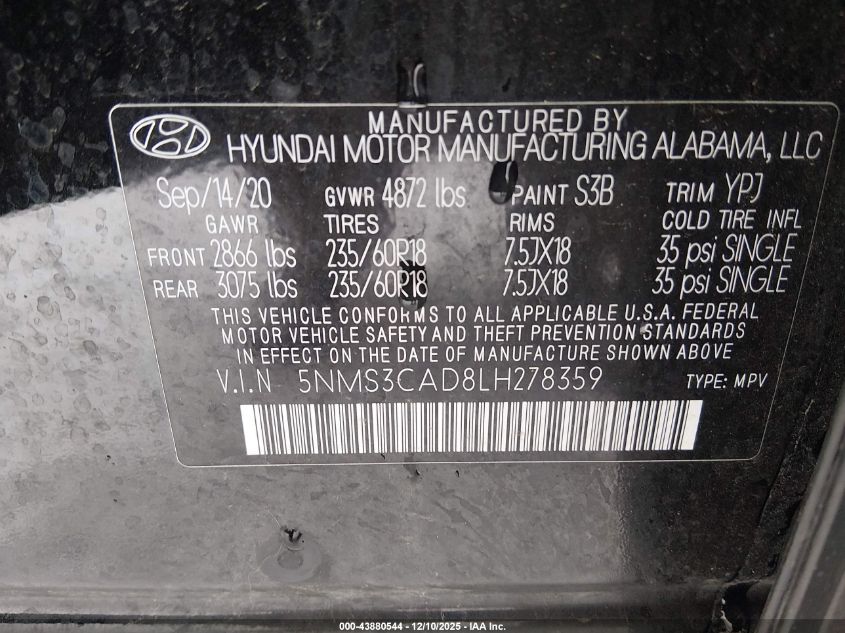 MANUFACTURED BY
HYUNDAI MOTOR MANUFACTURING ALABAMA, LLC
Sep/14/20 GVWR 4872 lbs PAINT S3B TRIM YPJ
GAWR TIRES RIMS COLD TIRE INFL
FRONT 2866 lbs 235/60R18 7.5JX18 35 psi SINGLE
REAR 3075 lbs 235/60R18 7.5JX18 35 psi SINGLE
THIS VEHICLE CONFORMS TO ALL APPLICABLE U.S.A. FEDERAL
MOTOR VEHICLE SAFETY AND THEFT PREVENTION STANDARDS
IN EFFECT ON THE DATE OF MANUFACTURE SHOWN ABOVE
V.I.N 5NMS3CAD8LH278359 TYPE: MPV
000-43880544 - 12/10/2025 - IAA Inc.